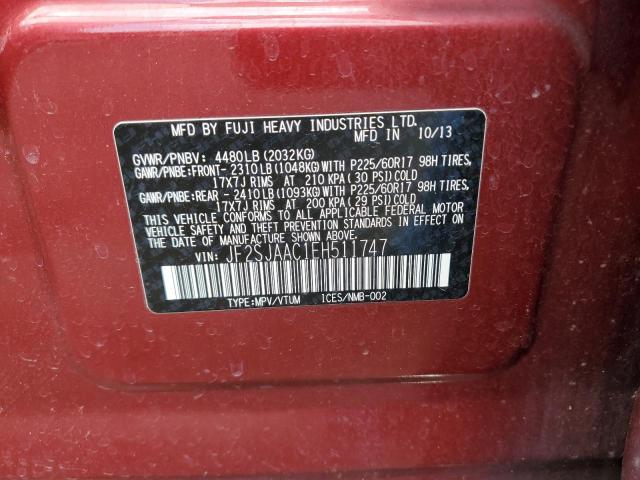 MFD BY FUJI HEAVY INDUSTRIES LTD.
MFD IN 10/13
GVWR/PNBV: 4480LB(2032KG)
GAWR/PNBE:FRONT- 2310LB(1048KG)WITH P225/60R17 98H TIRES,
17X7J RIMS AT 210 KPA(30 PSI)COLD
GAWR/PNBE:REAR - 2410LB(1093KG)WITH P225/60R17 98H TIRES,
17X7J RIMS AT 200 KPA(29 PSI)COLD
THIS VEHICLE CONFORMS TO ALL APPLICABLE FEDERAL MOTOR
VEHICLE SAFETY STANDARDS IN EFFECT ON THE DATE OF
MANUFACTURE SHOWN ABOVE.
VIN: JF2SJAAC1EH511747
TYPE:MPV/VTUM 1CES/NMB-002